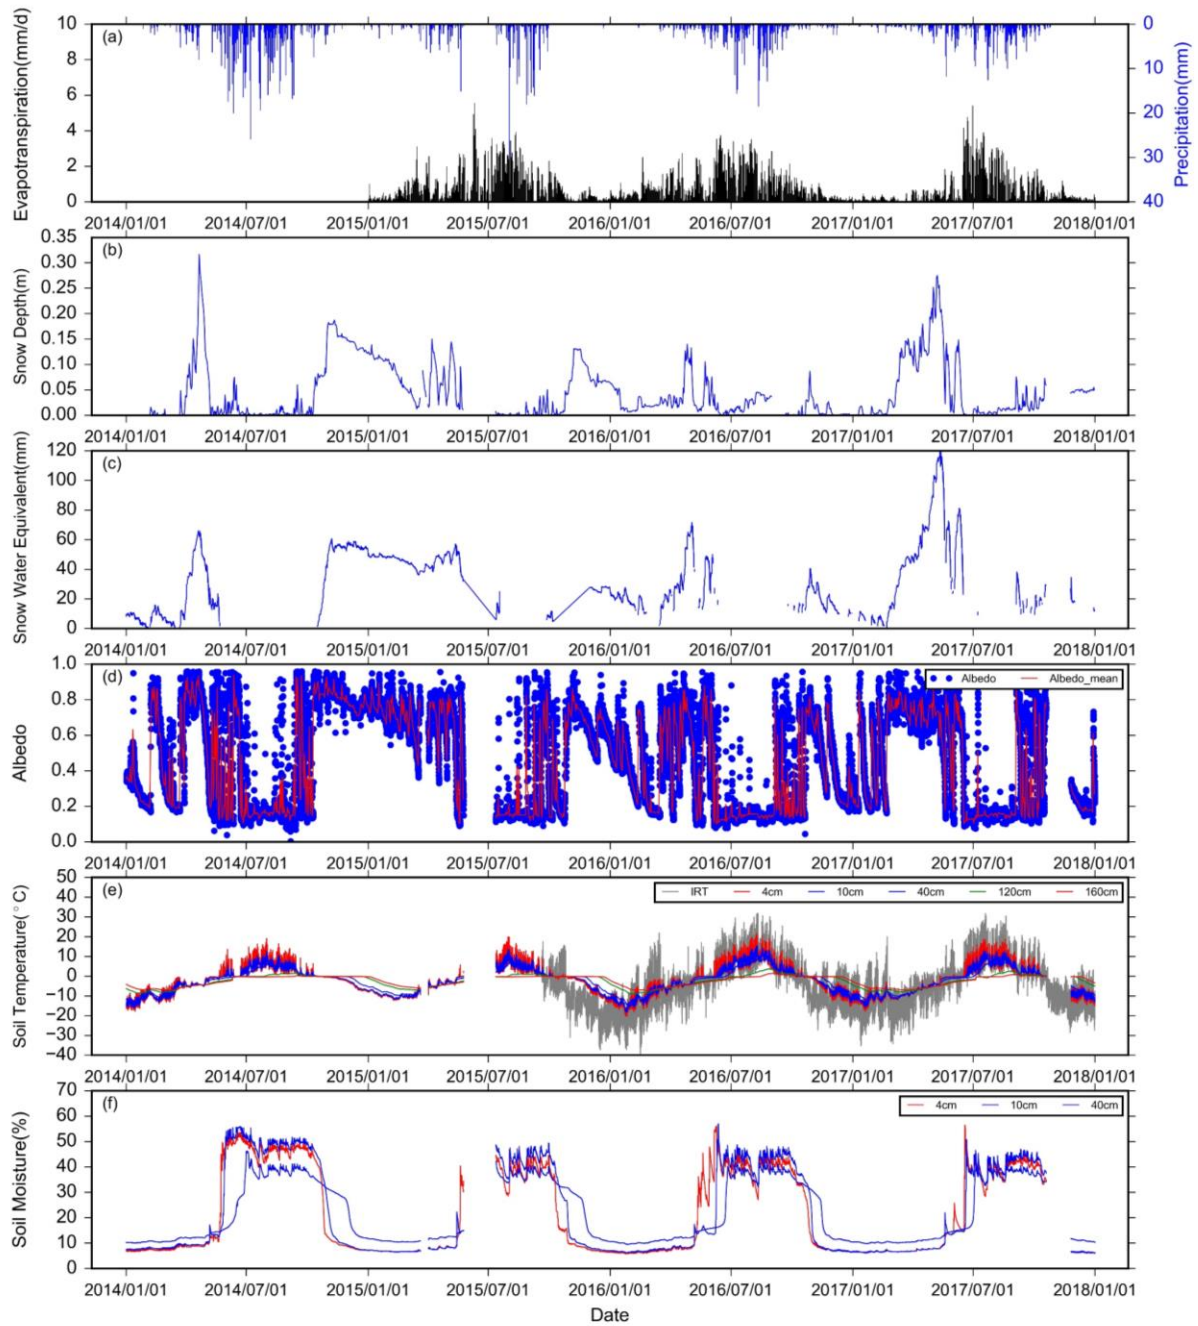 (a)
Evapotranspiration(mm/d)
10
8
6
4
2
0
Precipitation(mm)
0
10
20
30
40
2014/01/01 2014/07/01 2015/01/01 2015/07/01 2016/01/01 2016/07/01 2017/01/01 2017/07/01 2018/01/01
(b)
Snow Depth(m)
0.35
0.30
0.25
0.20
0.15
0.10
0.05
0.00
2014/01/01 2014/07/01 2015/01/01 2015/07/01 2016/01/01 2016/07/01 2017/01/01 2017/07/01 2018/01/01
(c)
Snow Water Equivalent(mm)
120
100
80
60
40
20
0
2014/01/01 2014/07/01 2015/01/01 2015/07/01 2016/01/01 2016/07/01 2017/01/01 2017/07/01 2018/01/01
(d)
Albedo Albedo_mean
Albedo
1.0
0.8
0.6
0.4
0.2
0.0
2014/01/01 2014/07/01 2015/01/01 2015/07/01 2016/01/01 2016/07/01 2017/01/01 2017/07/01 2018/01/01
(e)
IRT 4cm 10cm 40cm 120cm 160cm
Soil Temperature(°C)
50
40
30
20
10
0
−10
−20
−30
−40
2014/01/01 2014/07/01 2015/01/01 2015/07/01 2016/01/01 2016/07/01 2017/01/01 2017/07/01 2018/01/01
(f)
4cm 10cm 40cm
Soil Moisture(%)
70
60
50
40
30
20
10
0
2014/01/01 2014/07/01 2015/01/01 2015/07/01 2016/01/01 2016/07/01 2017/01/01 2017/07/01 2018/01/01
Date